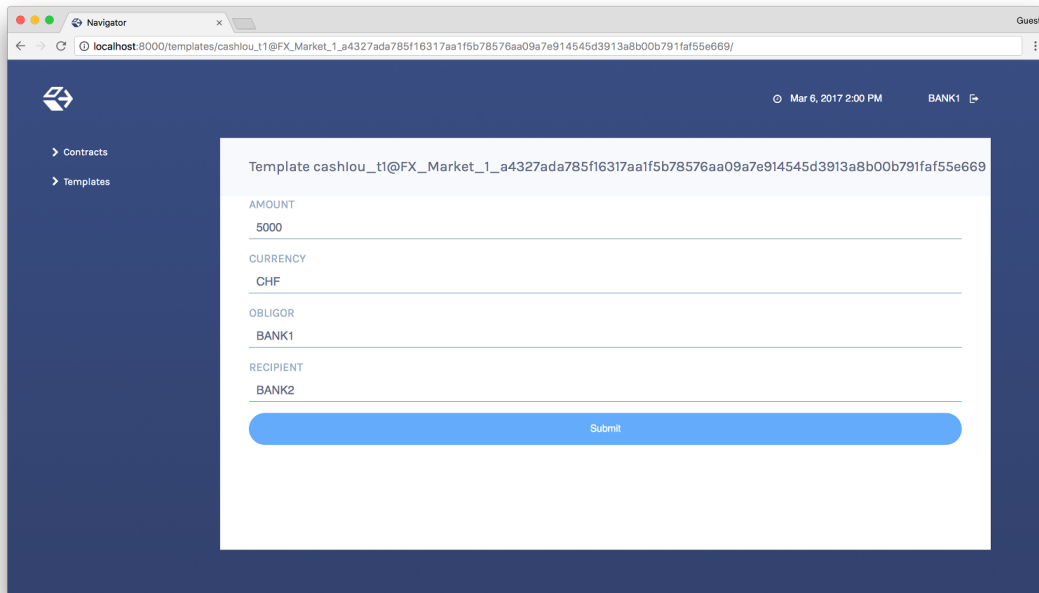 Navigator
Guest
localhost:8000/templates/cashIou_t1@FX_Market_1_a4327ada785f16317aa1f5b78576aa09a7e914545d3913a8b00b791faf55e669/
Mar 6, 2017 2:00 PM
BANK1
Contracts
Templates
Template cashIou_t1@FX_Market_1_a4327ada785f16317aa1f5b78576aa09a7e914545d3913a8b00b791faf55e669
AMOUNT
5000
CURRENCY
CHF
OBLIGOR
BANK1
RECIPIENT
BANK2
Submit